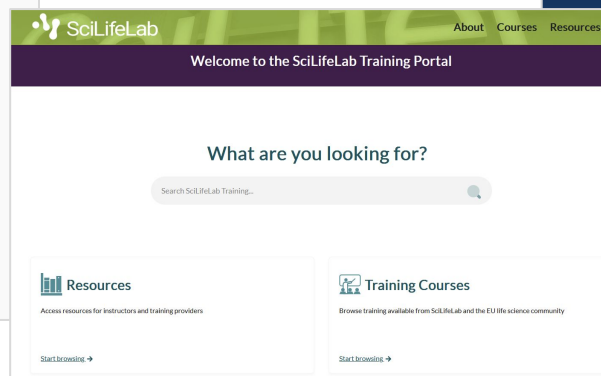 SciLifeLab
About Courses Resources
Welcome to the SciLifeLab Training Portal
What are you looking for?
Search SciLifeLab Training...
Resources
Access resources for instructors and training providers
Start browsing →
Training Courses
Browse training available from SciLifeLab and the EU life science community
Start browsing →